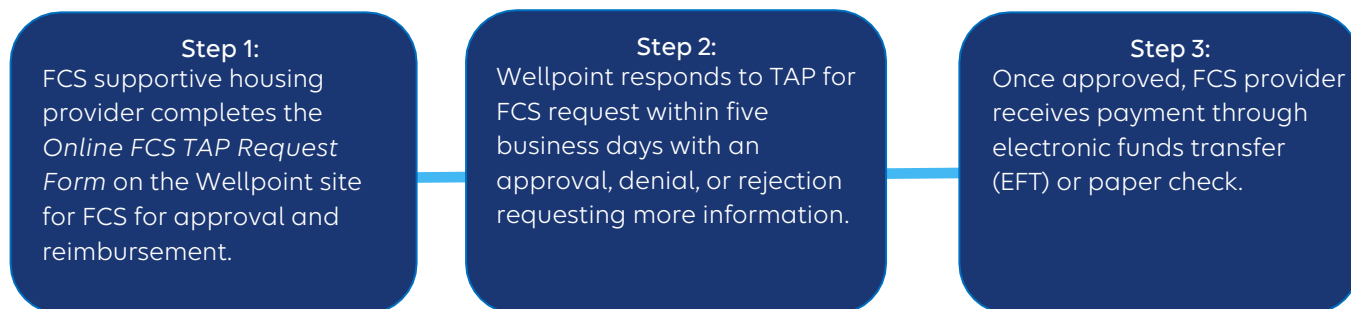 Step 1:
FCS supportive housing
provider completes the
Online FCS TAP Request
Form on the Wellpoint site
for FCS for approval and
reimbursement.
Step 2:
Wellpoint responds to TAP for
FCS request within five
business days with an
approval, denial, or rejection
requesting more information.
Step 3:
Once approved, FCS provider
receives payment through
electronic funds transfer
(EFT) or paper check.